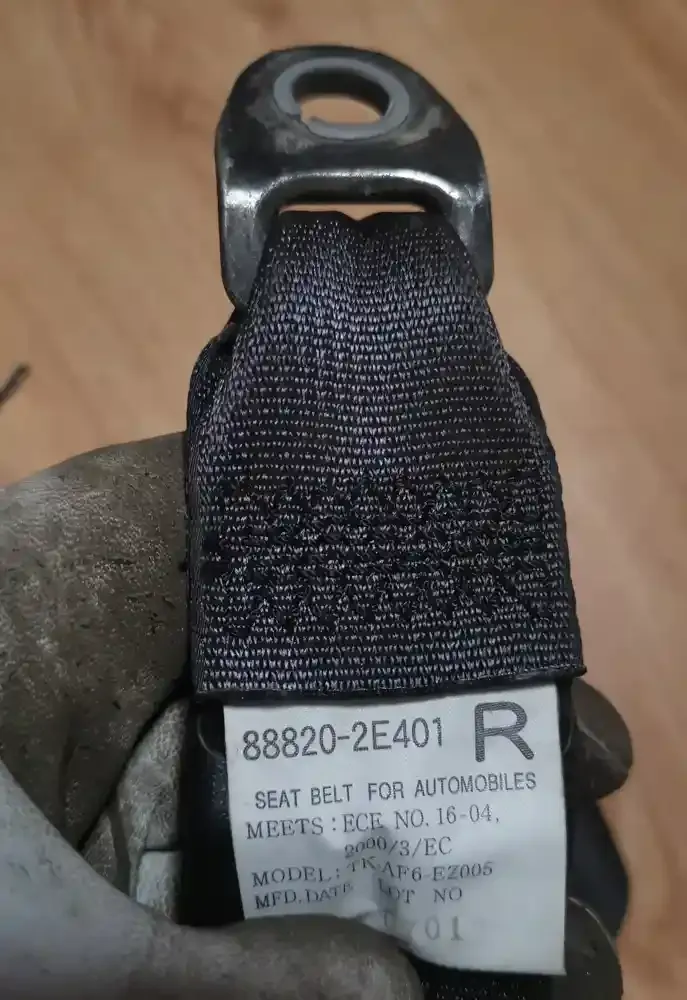 88820-2E401 R
SEAT BELT FOR AUTOMOBILES
MEETS : ECE NO. 16-04,
2000/3/EC
MODEL: TK-AF6-EZ005
MFD. DATE LOT NO
01